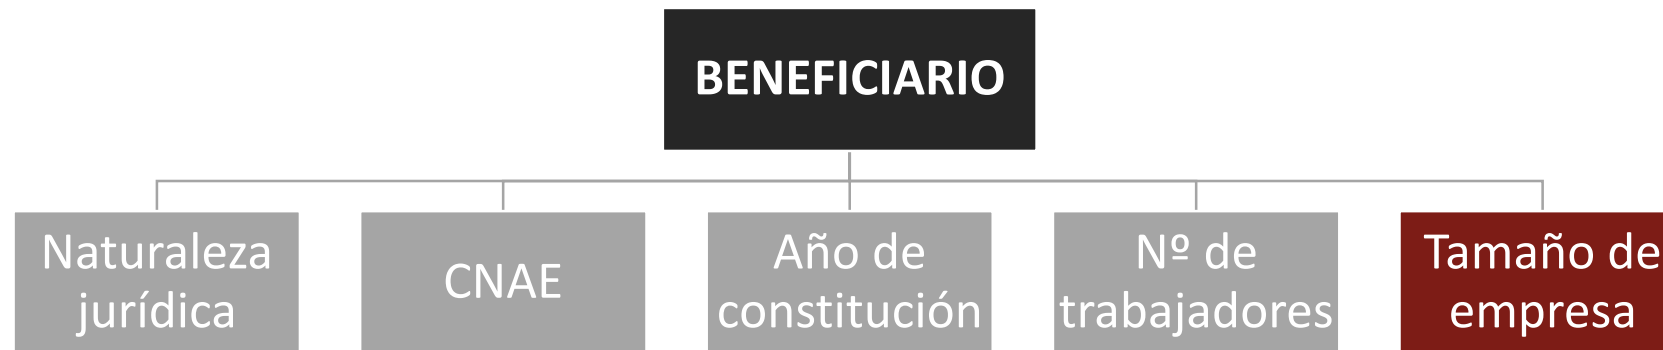 BENEFICIARIO
Naturaleza
jurídica
CNAE
Año de
constitución
Nº de
trabajadores
Tamaño de
empresa